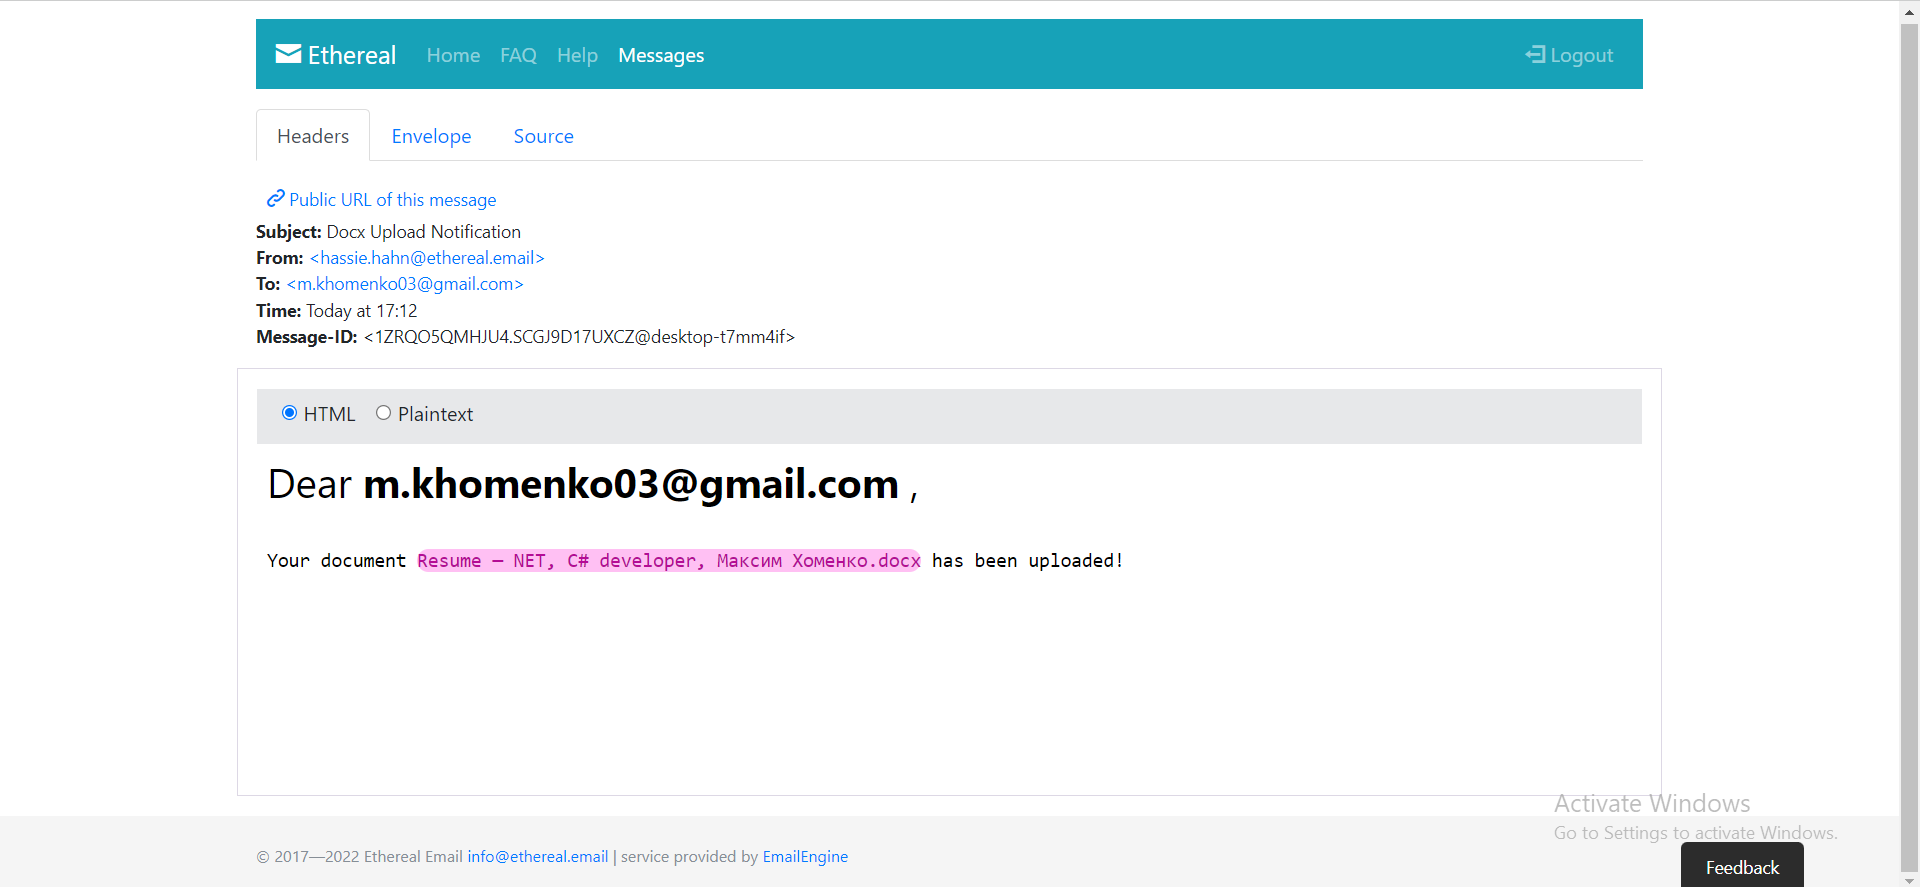 Ethereal Home FAQ Help Messages Logout
Headers Envelope Source
Public URL of this message
Subject: Docx Upload Notification
From: <hassie.hahn@ethereal.email>
To: <m.khomenko03@gmail.com>
Time: Today at 17:12
Message-ID: <1ZRQO5QMHJU4.SCGJ9D17UXCZ@desktop-t7mm4if>
HTML Plaintext
Dear m.khomenko03@gmail.com ,
Your document Resume – NET, C# developer, Максим Хоменко.docx has been uploaded!
Activate Windows
Go to Settings to activate Windows.
© 2017—2022 Ethereal Email info@ethereal.email | service provided by EmailEngine
Feedback